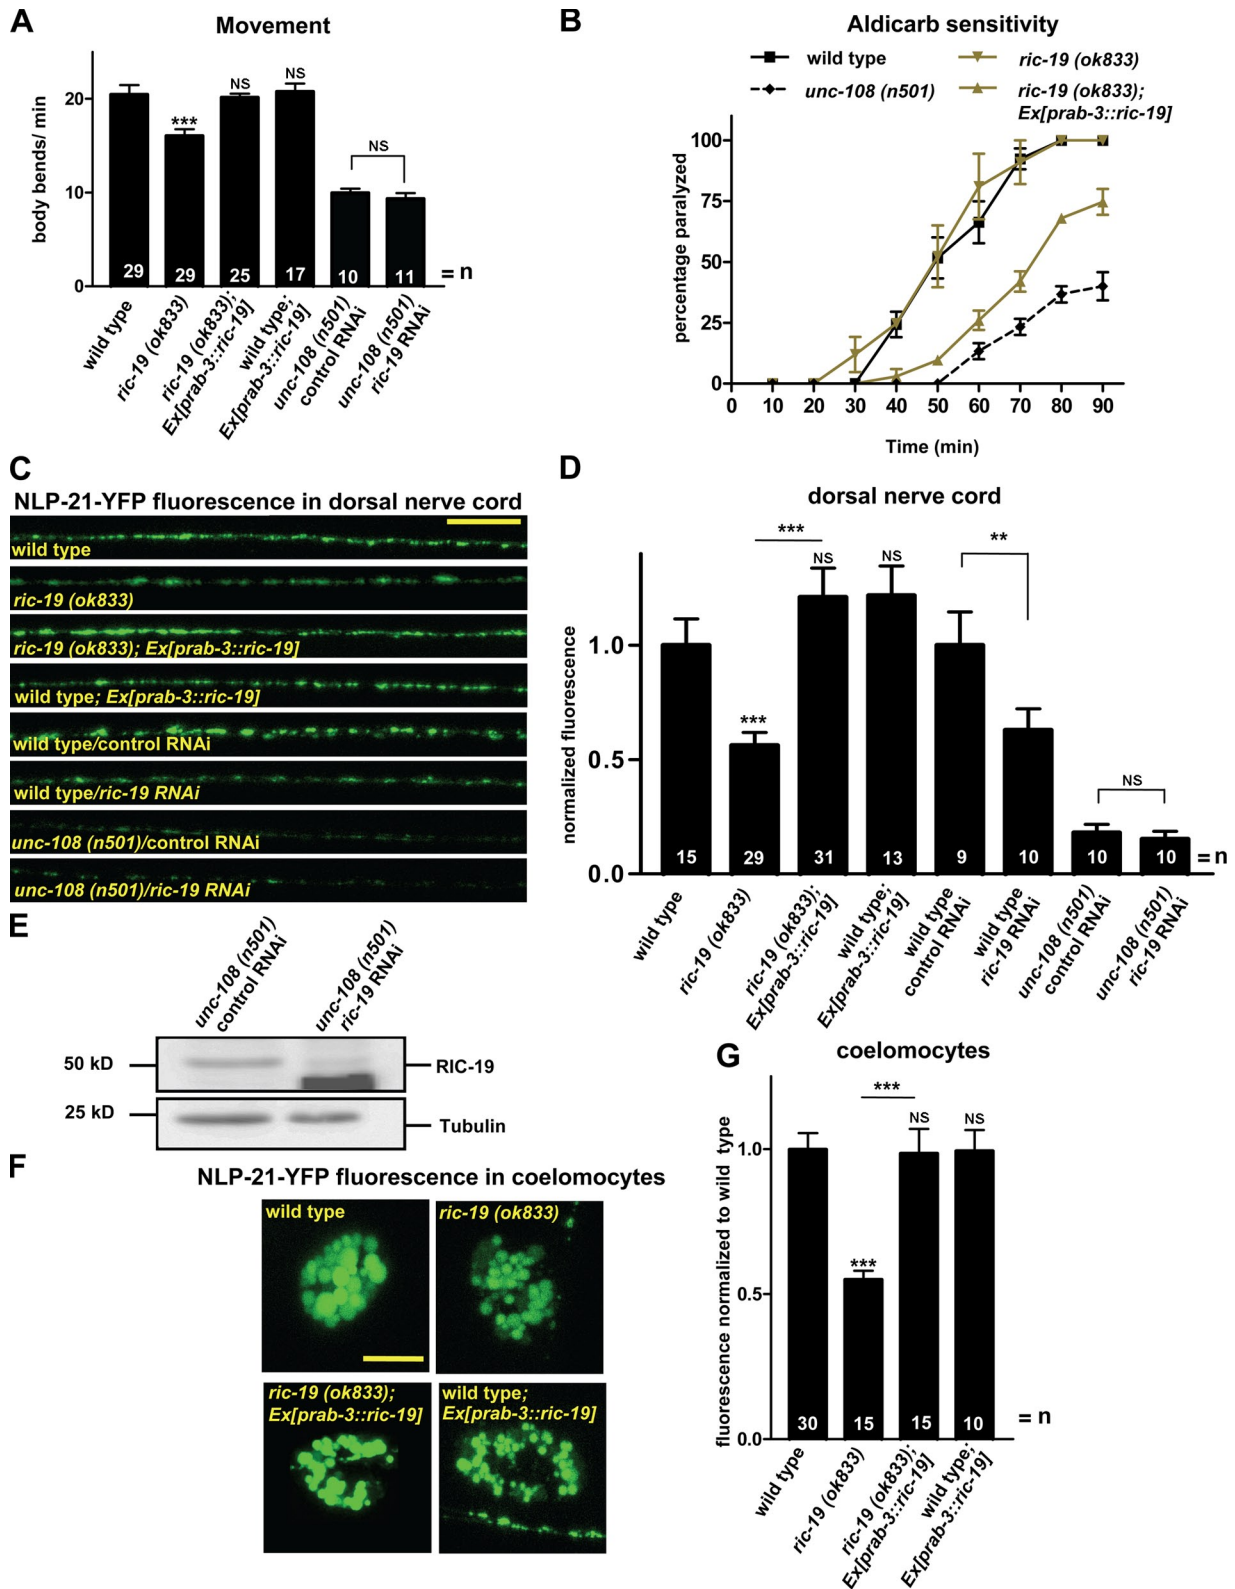 A
Movement
body bends/ min
20
10
0
NS
NS
***
NS
29
29
25
17
10
11
= n
wild type
ric-19 (ok833)
ric-19 (ok833);
Ex[prab-3::ric-19]
wild type;
Ex[prab-3::ric-19]
unc-108 (n501)
control RNAi
unc-108 (n501)
ric-19 RNAi
B
Aldicarb sensitivity
wild type
ric-19 (ok833)
unc-108 (n501)
ric-19 (ok833);
Ex[prab-3::ric-19]
percentage paralyzed
100
75
50
25
0
0 10 20 30 40 50 60 70 80 90
Time (min)
C
NLP-21-YFP fluorescence in dorsal nerve cord
wild type
ric-19 (ok833)
ric-19 (ok833); Ex[prab-3::ric-19]
wild type; Ex[prab-3::ric-19]
wild type/control RNAi
wild type/ric-19 RNAi
unc-108 (n501)/control RNAi
unc-108 (n501)/ric-19 RNAi
D
dorsal nerve cord
normalized fluorescence
1.0
0.5
0.0
***
NS
NS
**
***
NS
15
29
31
13
9
10
10
10
= n
wild type
ric-19 (ok833)
ric-19 (ok833);
Ex[prab-3::ric-19]
wild type;
Ex[prab-3::ric-19]
wild type
control RNAi
wild type
ric-19 RNAi
unc-108 (n501)
control RNAi
unc-108 (n501)
ric-19 RNAi
E
unc-108 (n501)
control RNAi
unc-108 (n501)
ric-19 RNAi
50 kD
RIC-19
25 kD
Tubulin
F
NLP-21-YFP fluorescence in coelomocytes
wild type
ric-19 (ok833)
ric-19 (ok833);
Ex[prab-3::ric-19]
wild type;
Ex[prab-3::ric-19]
G
coelomocytes
fluorescence normalized to wild type
1.0
0.5
0.0
***
NS
NS
***
30
15
15
10
= n
wild type
ric-19 (ok833)
ric-19 (ok833);
Ex[prab-3::ric-19]
wild type;
Ex[prab-3::ric-19]